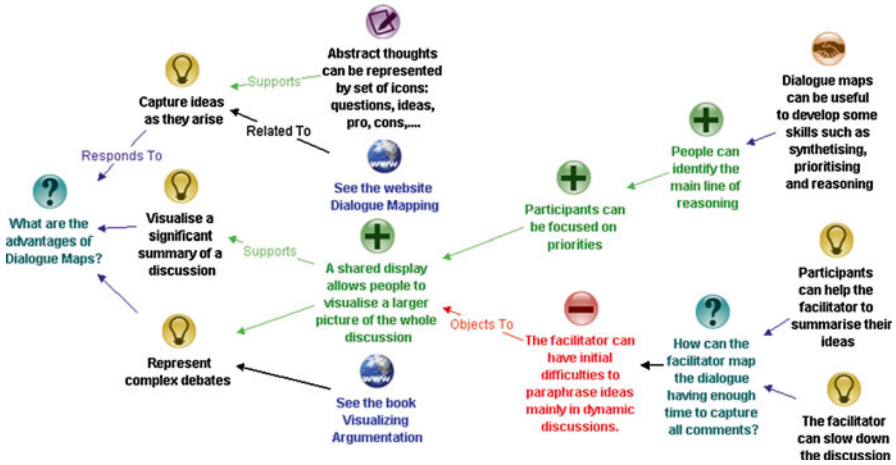 Abstract thoughts
can be represented
by set of icons:
questions, ideas,
pro, cons,....
Supports
Capture ideas
as they arise
Related To
Responds To
www
See the website
Dialogue Mapping
Dialogue maps
can be useful
to develop some
skills such as
synthetising,
prioritising
and reasoning
People can
identify the
main line of
reasoning
Participants can
be focused on
priorities
?
What are the
advantages of
Dialogue Maps?
Visualise a
significant
summary of a
discussion
Supports
A shared display
allows people to
visualise a larger
picture of the whole
discussion
Objects To
The facilitator can
have initial
difficulties to
paraphrase ideas
mainly in dynamic
discussions.
?
How can the
facilitator map
the dialogue
having enough
time to capture
all comments?
Participants
can help the
facilitator to
summarise their
ideas
The facilitator
can slow down
the discussion
Represent
complex debates
www
See the book
Visualizing
Argumentation